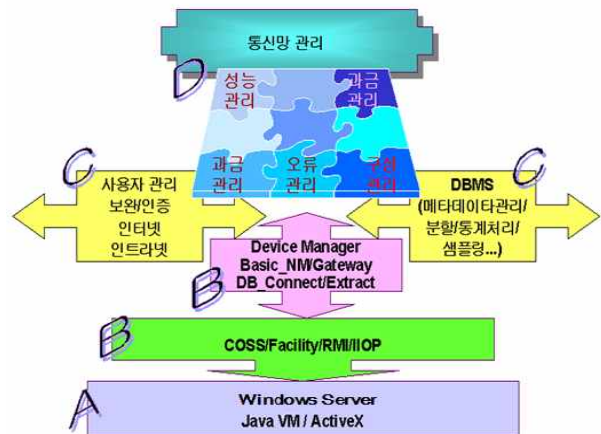 통신망 관리
D
성능
관리
과금
관리
과금
관리
오류
관리
구성
관리
C
사용자 관리
보완/인증
인터넷
인트라넷
C
DBMS
(메타데이타관리/
분할/통계처리/
샘플링...)
Device Manager
Basic_NM/Gateway
DB_Connect/Extract
B
B
COSS/Facility/RMI/IIOP
A
Windows Server
Java VM / ActiveX